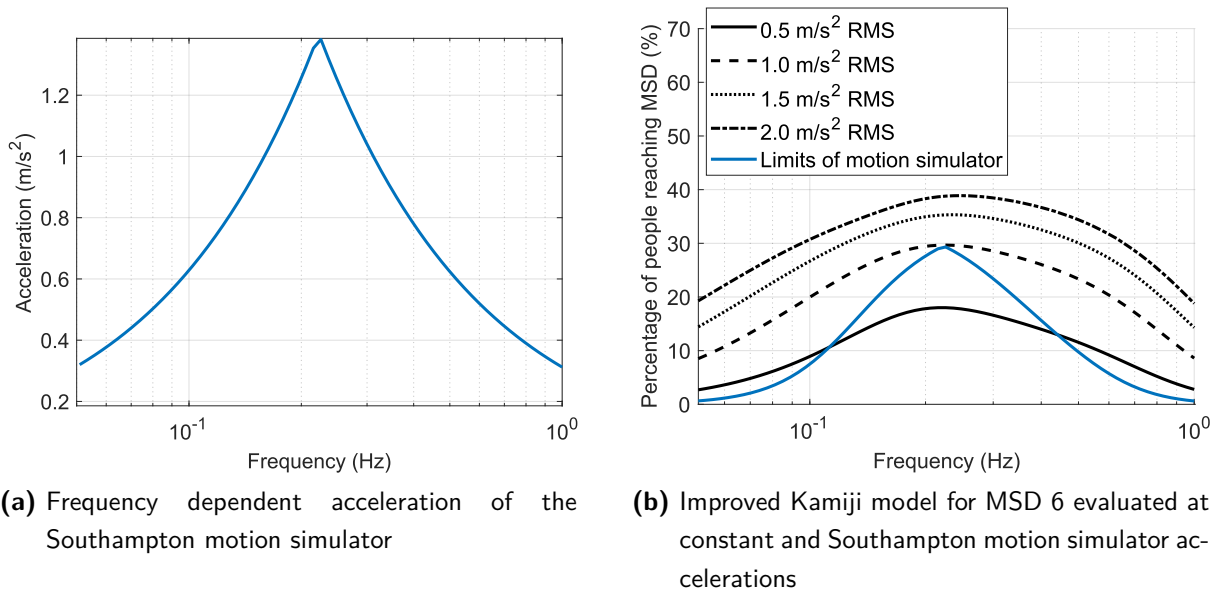 1.2
1
0.8
0.6
0.4
0.2
Acceleration (m/s²)
10⁻¹
10⁰
Frequency (Hz)
(a) Frequency dependent acceleration of the
Southampton motion simulator
70
60
50
40
30
20
10
0
Percentage of people reaching MSD (%)
0.5 m/s² RMS
1.0 m/s² RMS
1.5 m/s² RMS
2.0 m/s² RMS
Limits of motion simulator
10⁻¹
10⁰
Frequency (Hz)
(b) Improved Kamiji model for MSD 6 evaluated at
constant and Southampton motion simulator ac-
celerations